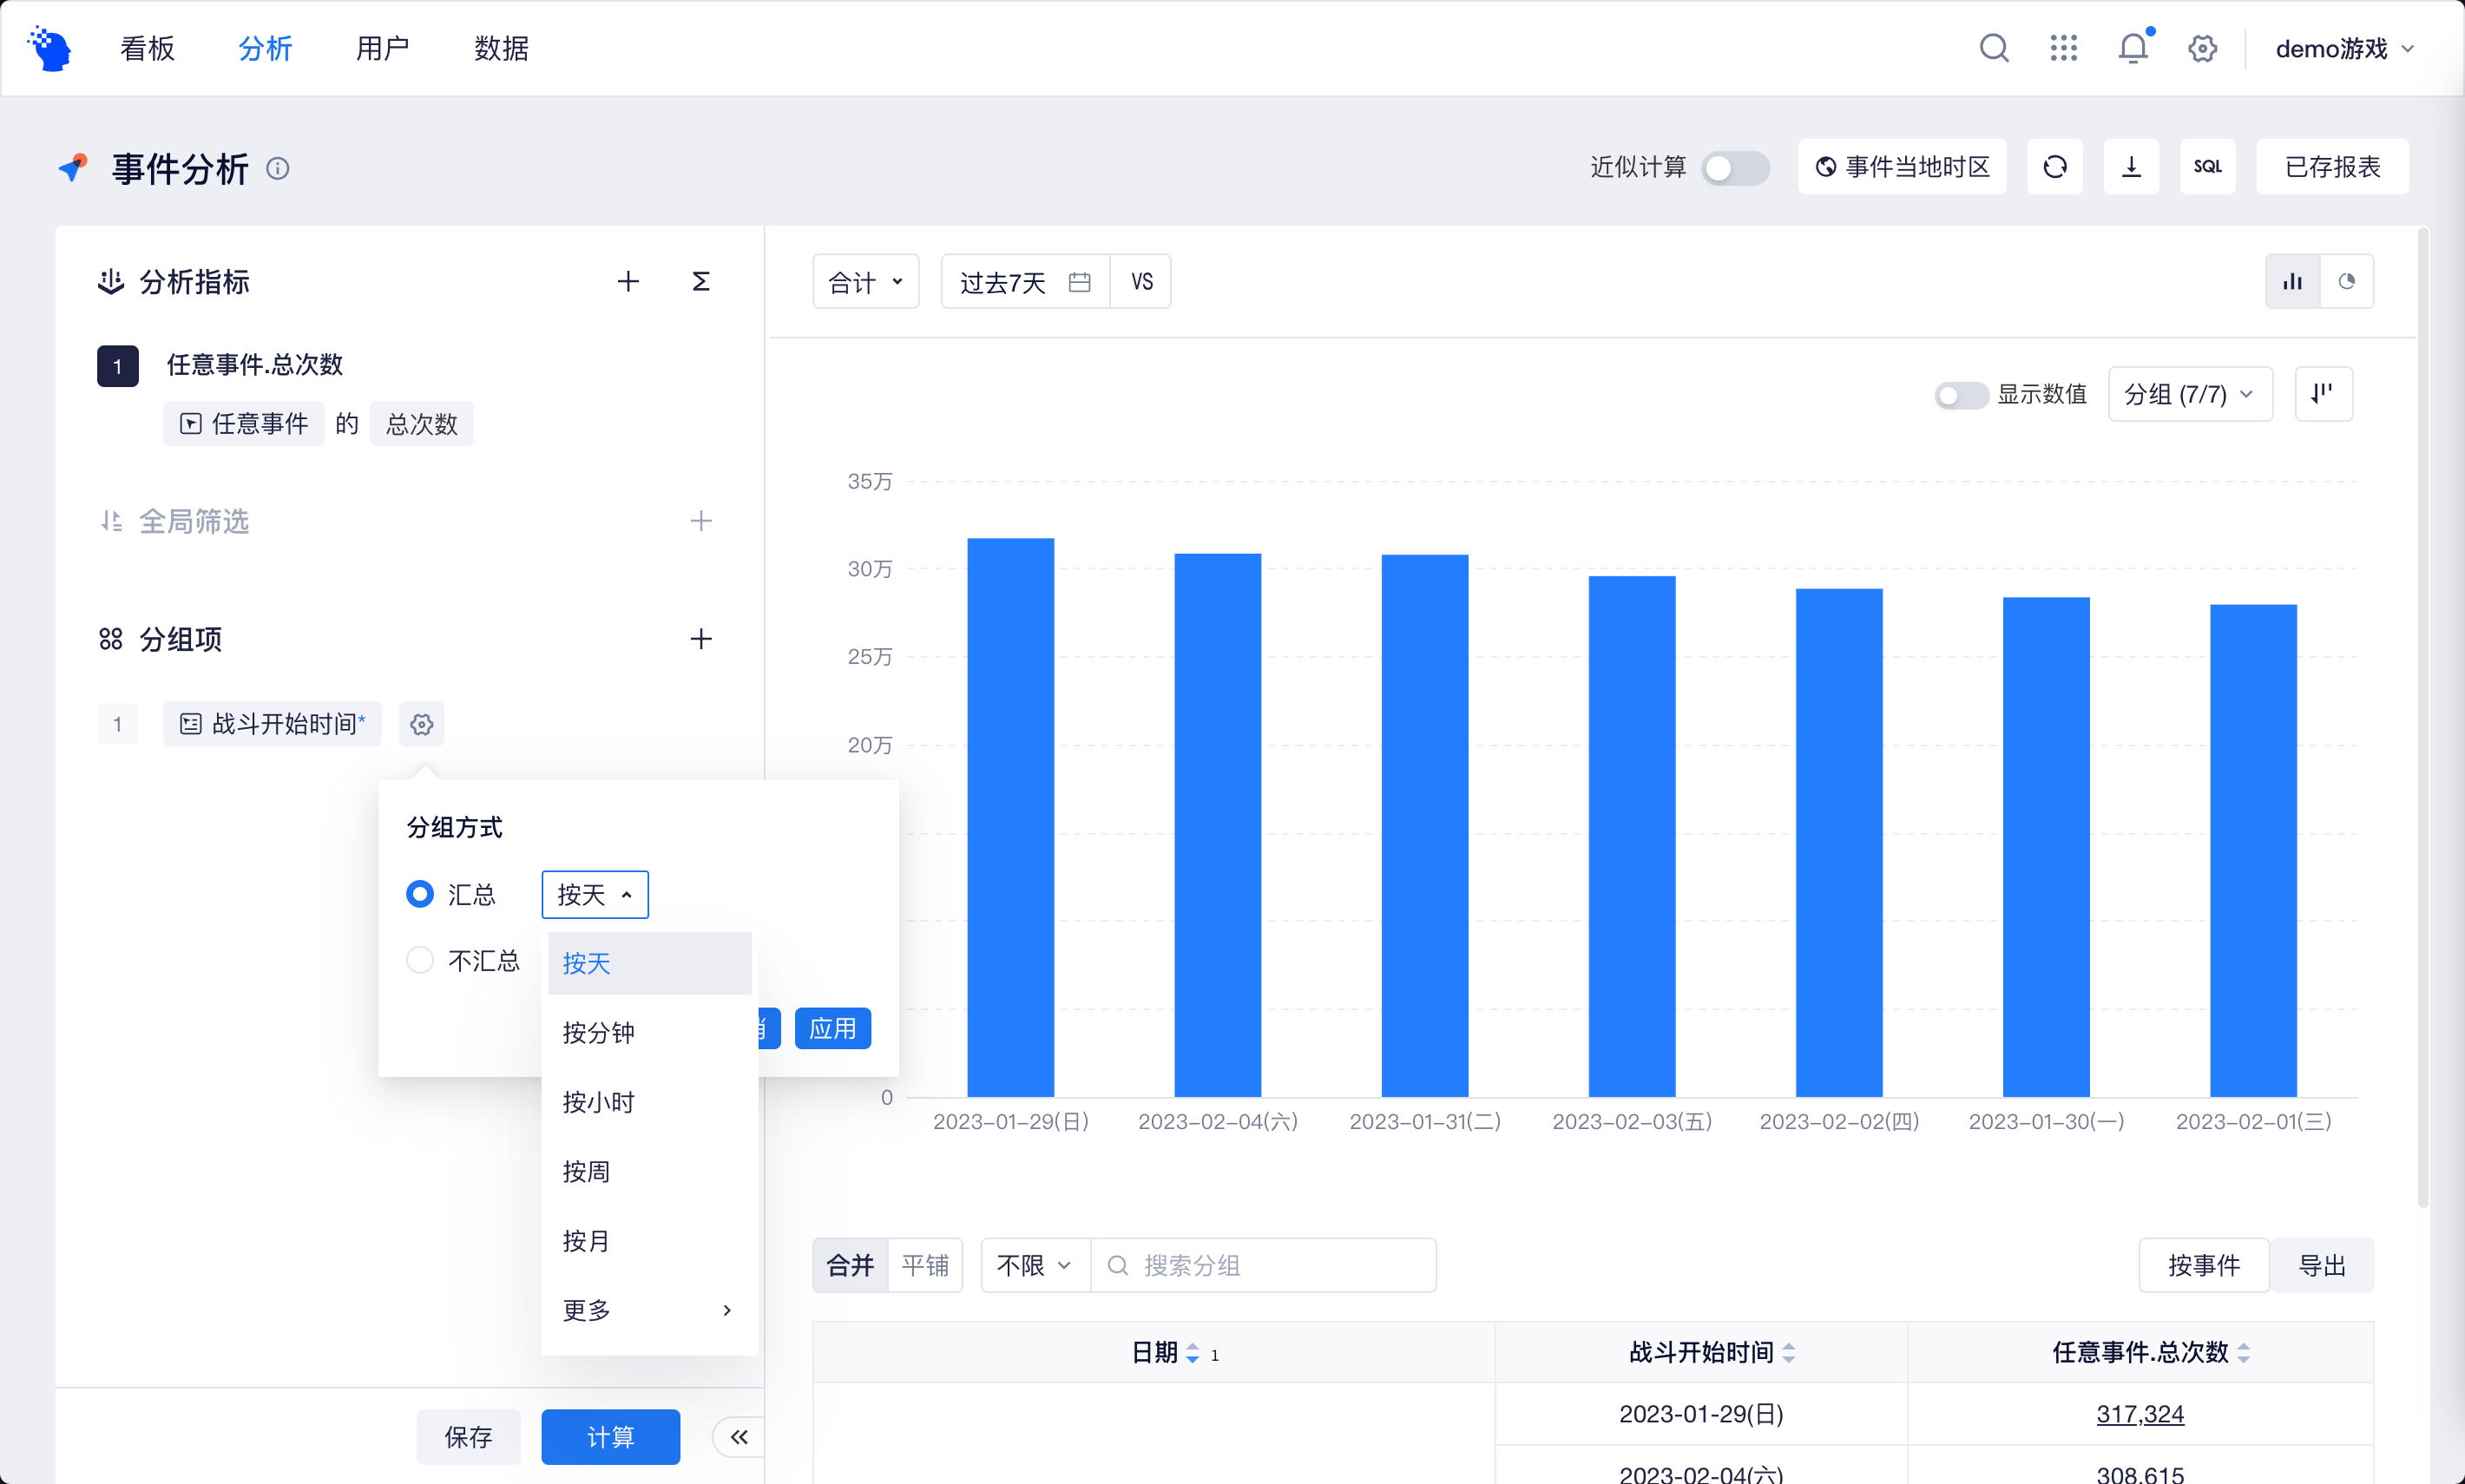 看板 分析 用户 数据 demo游戏
事件分析 近似计算 事件当地时区 SQL 已存报表
分析指标 Σ
1 任意事件.总次数
任意事件 的 总次数
全局筛选
分组项
1 战斗开始时间*
分组方式
汇总 按天
不汇总
按天
按分钟
按小时
按周
按月
更多
应用
保存 计算
合计 过去7天 VS
显示数值 分组 (7/7)
35万
30万
25万
20万
0
2023-01-29(日) 2023-02-04(六) 2023-01-31(二) 2023-02-03(五) 2023-02-02(四) 2023-01-30(一) 2023-02-01(三)
合并 平铺 不限 搜索分组 按事件 导出
日期 1 战斗开始时间 任意事件.总次数
2023-01-29(日) 317,324
2023-02-04(六) 308,615